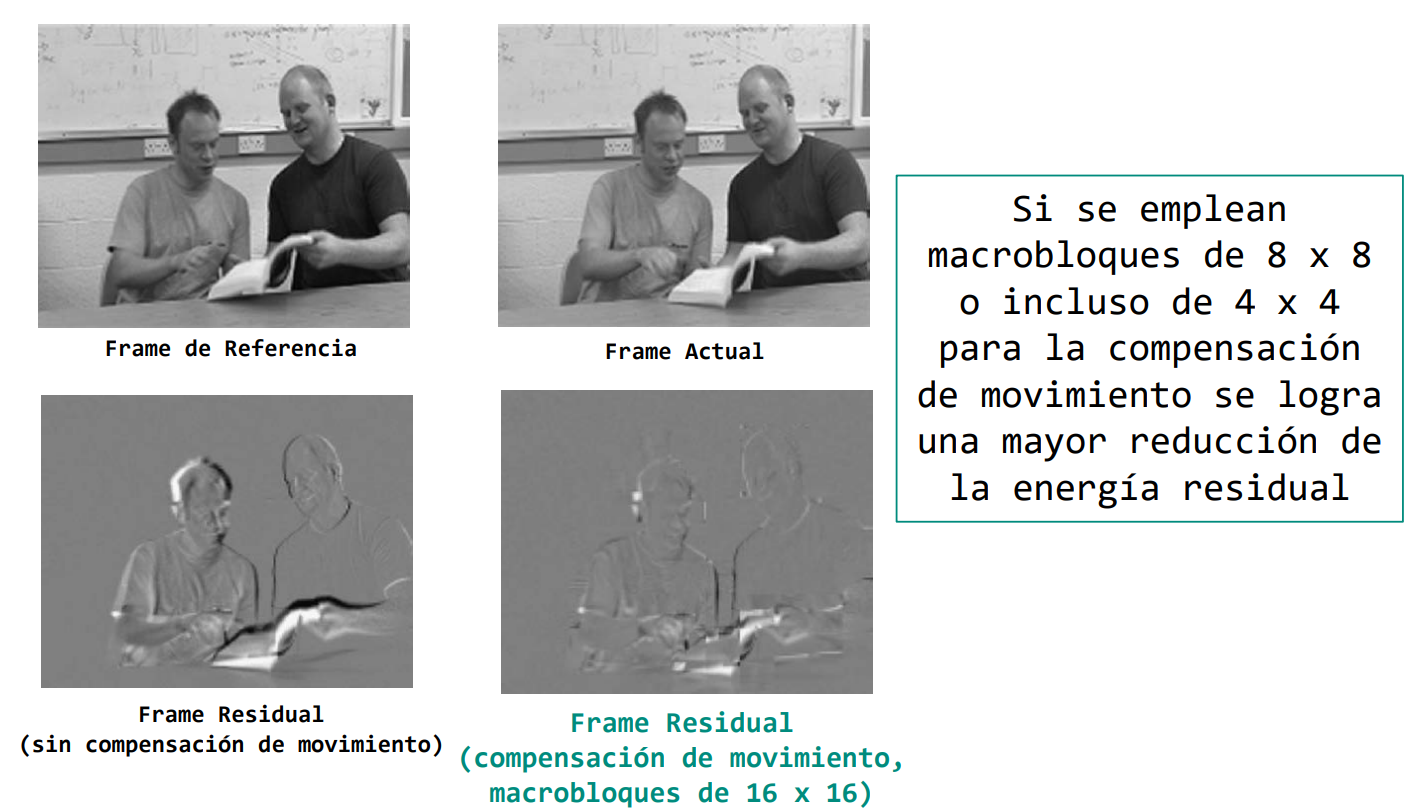 Frame de Referencia
Frame Actual
Si se emplean
macrobloques de 8 x 8
o incluso de 4 x 4
para la compensación
de movimiento se logra
una mayor reducción de
la energía residual
Frame Residual
(sin compensación de movimiento)
Frame Residual
(compensación de movimiento,
macrobloques de 16 x 16)